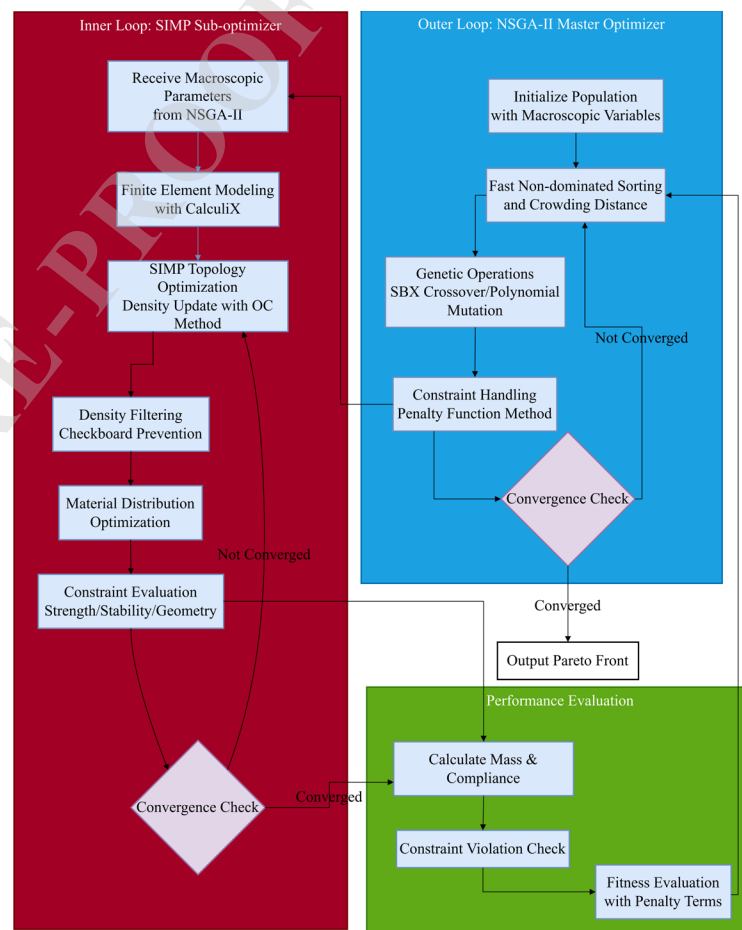 Inner Loop: SIMP Sub-optimizer
Receive Macroscopic
Parameters
from NSGA-II
Finite Element Modeling
with CalculiX
SIMP Topology
Optimization
Density Update with OC
Method
Density Filtering
Checkboard Prevention
Material Distribution
Optimization
Not Converged
Constraint Evaluation
Strength/Stability/Geometry
Convergence Check
Converged
Outer Loop: NSGA-II Master Optimizer
Initialize Population
with Macroscopic Variables
Fast Non-dominated Sorting
and Crowding Distance
Genetic Operations
SBX Crossover/Polynomial
Mutation
Not Converged
Constraint Handling
Penalty Function Method
Convergence Check
Converged
Output Pareto Front
Performance Evaluation
Calculate Mass &
Compliance
Constraint Violation Check
Fitness Evaluation
with Penalty Terms
RE-PROOF